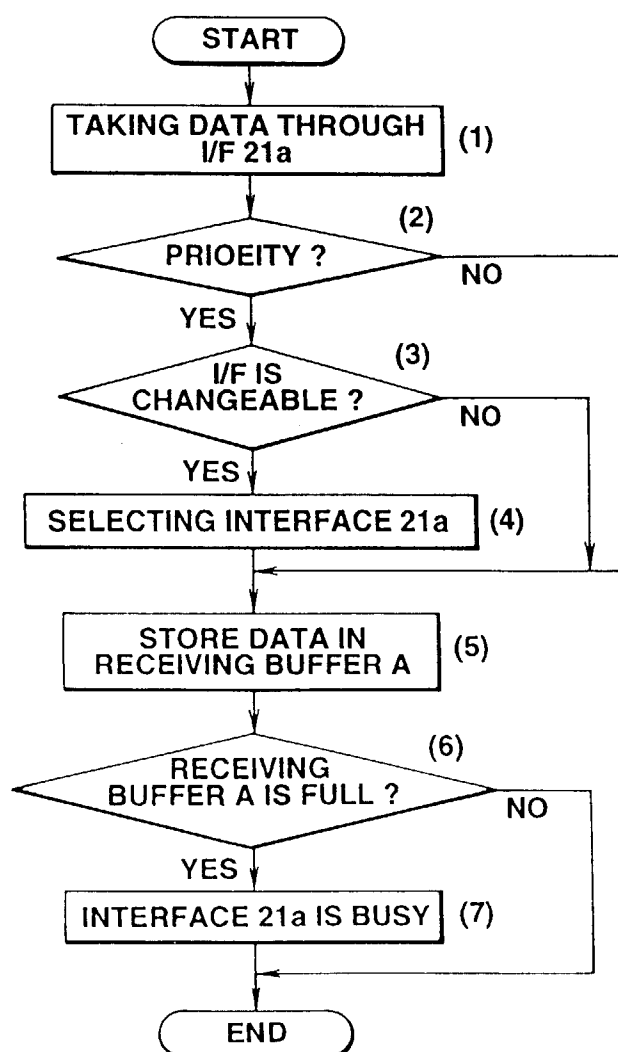 START
TAKING DATA THROUGH
I/F 21a
(1)
(2)
PRIOEITY ?
NO
YES
(3)
I/F IS
CHANGEABLE ?
NO
YES
SELECTING INTERFACE 21a
(4)
STORE DATA IN
RECEIVING BUFFER A
(5)
(6)
RECEIVING
BUFFER A IS FULL ?
NO
YES
INTERFACE 21a IS BUSY
(7)
END